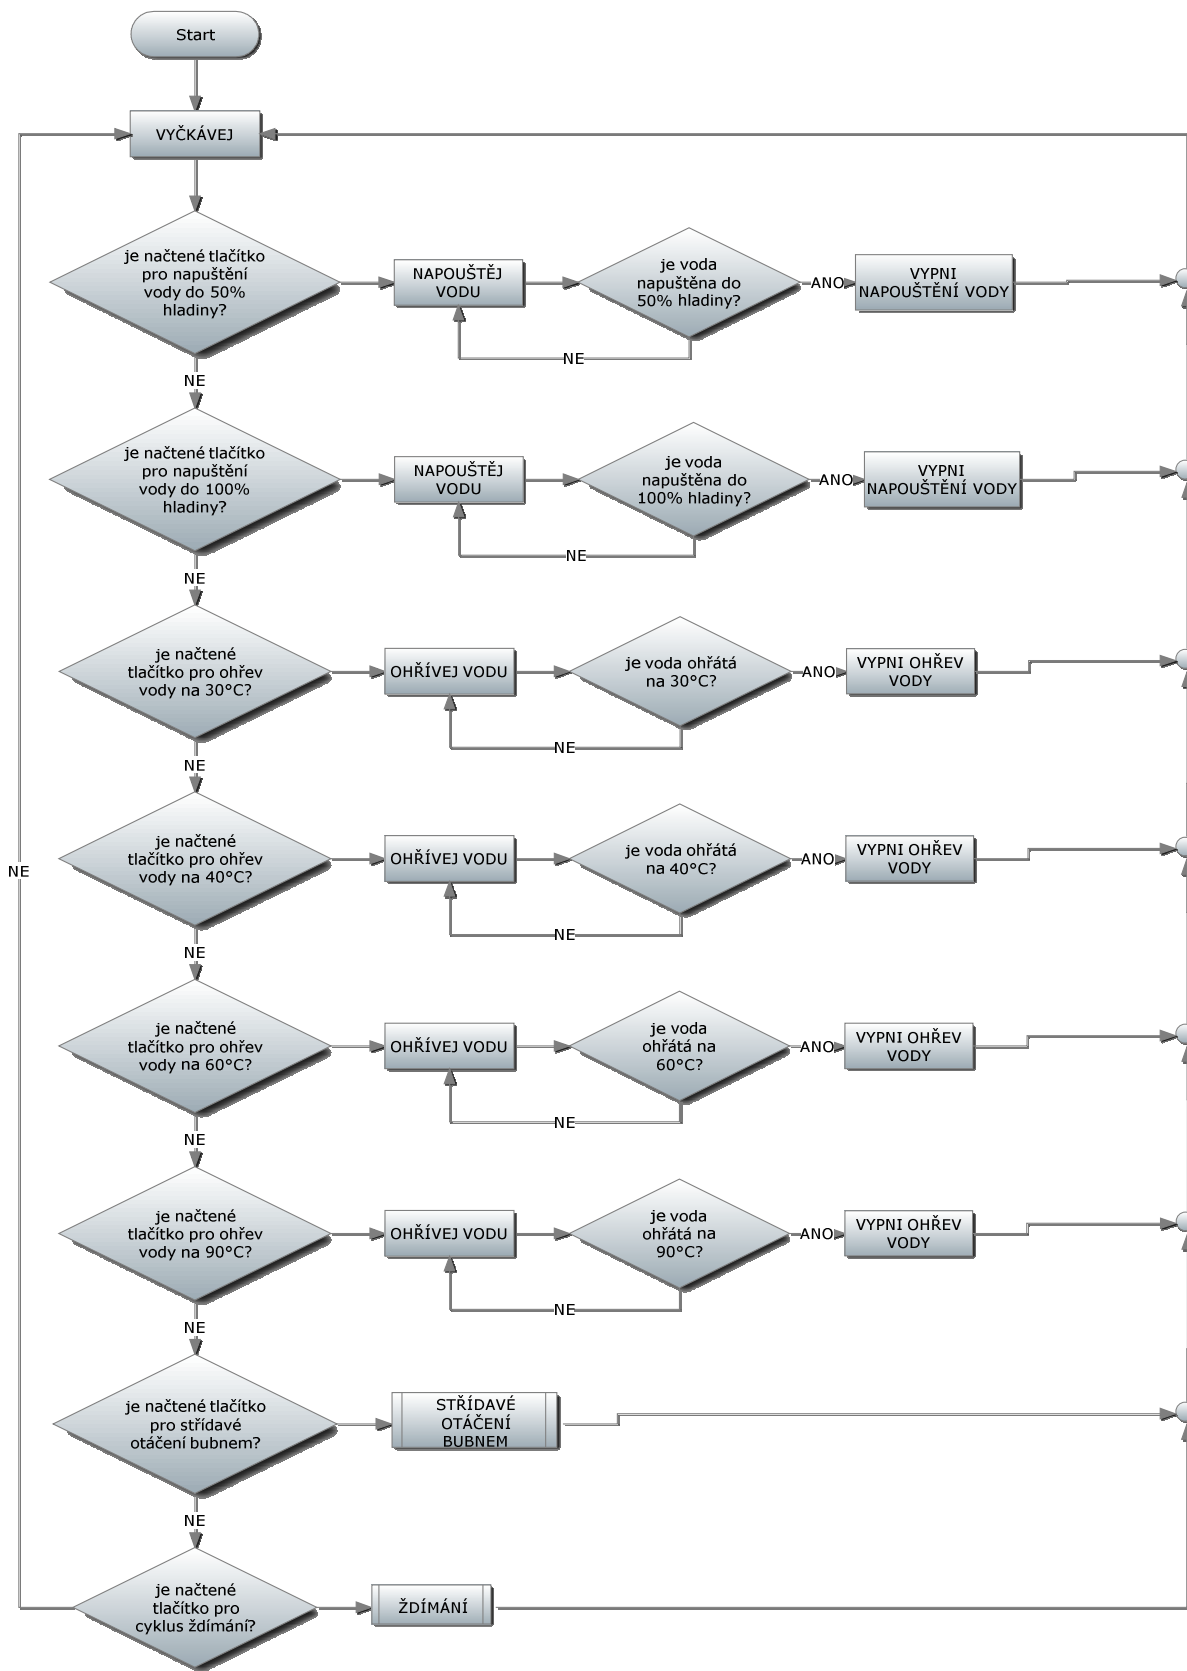 Start
VYČKÁVEJ
je načtené tlačítko
pro napuštění
vody do 50%
hladiny?
NAPOUŠTĚJ
VODU
je voda
napuštěna do
50% hladiny?
ANO
VYPNI
NAPOUŠTĚNÍ VODY
NE
NE
je načtené tlačítko
pro napuštění
vody do 100%
hladiny?
NAPOUŠTĚJ
VODU
je voda
napuštěna do
100% hladiny?
ANO
VYPNI
NAPOUŠTĚNÍ VODY
NE
NE
je načtené
tlačítko pro ohřev
vody na 30°C?
OHŘÍVEJ VODU
je voda ohřátá
na 30°C?
ANO
VYPNI OHŘEV
VODY
NE
NE
je načtené
tlačítko pro ohřev
vody na 40°C?
OHŘÍVEJ VODU
je voda ohřátá
na 40°C?
ANO
VYPNI OHŘEV
VODY
NE
NE
NE
je načtené
tlačítko pro ohřev
vody na 60°C?
OHŘÍVEJ VODU
je voda
ohřátá na
60°C?
ANO
VYPNI OHŘEV
VODY
NE
NE
je načtené
tlačítko pro ohřev
vody na 90°C?
OHŘÍVEJ VODU
je voda
ohřátá na
90°C?
ANO
VYPNI OHŘEV
VODY
NE
NE
je načtené tlačítko
pro střídavé
otáčení bubnem?
STŘÍDAVÉ
OTÁČENÍ
BUBNEM
NE
je načtené
tlačítko pro
cyklus ždímání?
ŽDÍMÁNÍ